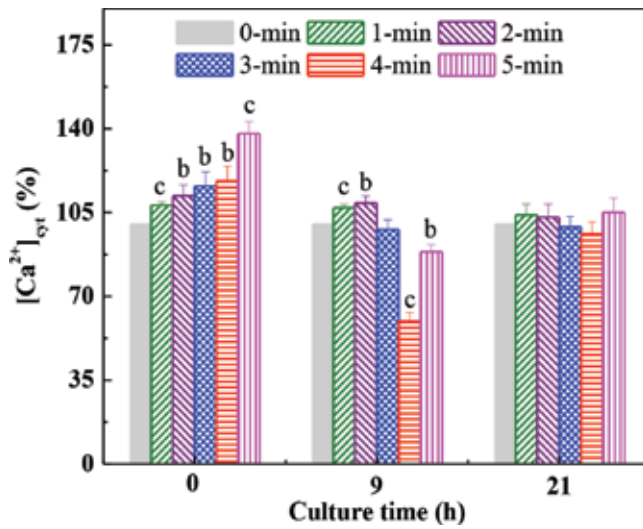 175
140
105
70
35
0
[Ca²⁺]cyt (%)
0-min 1-min 2-min
3-min 4-min 5-min
c b b b c
c b c b
0 9 21
Culture time (h)